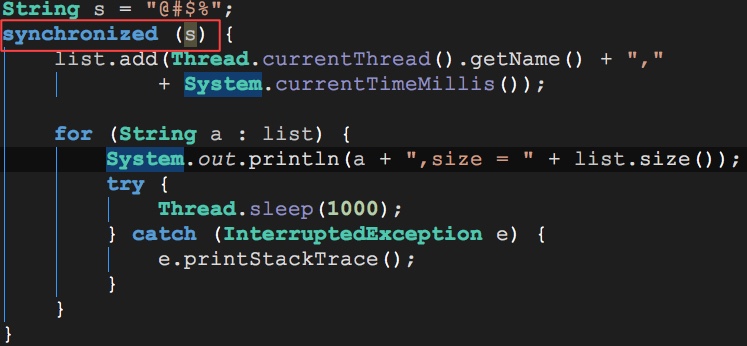 String s = "@#$%";
synchronized (s) {
list.add(Thread.currentThread().getName() + ","
+ System.currentTimeMillis());
for (String a : list) {
System.out.println(a + ",size = " + list.size());
try {
Thread.sleep(1000);
} catch (InterruptedException e) {
e.printStackTrace();
}
}
}